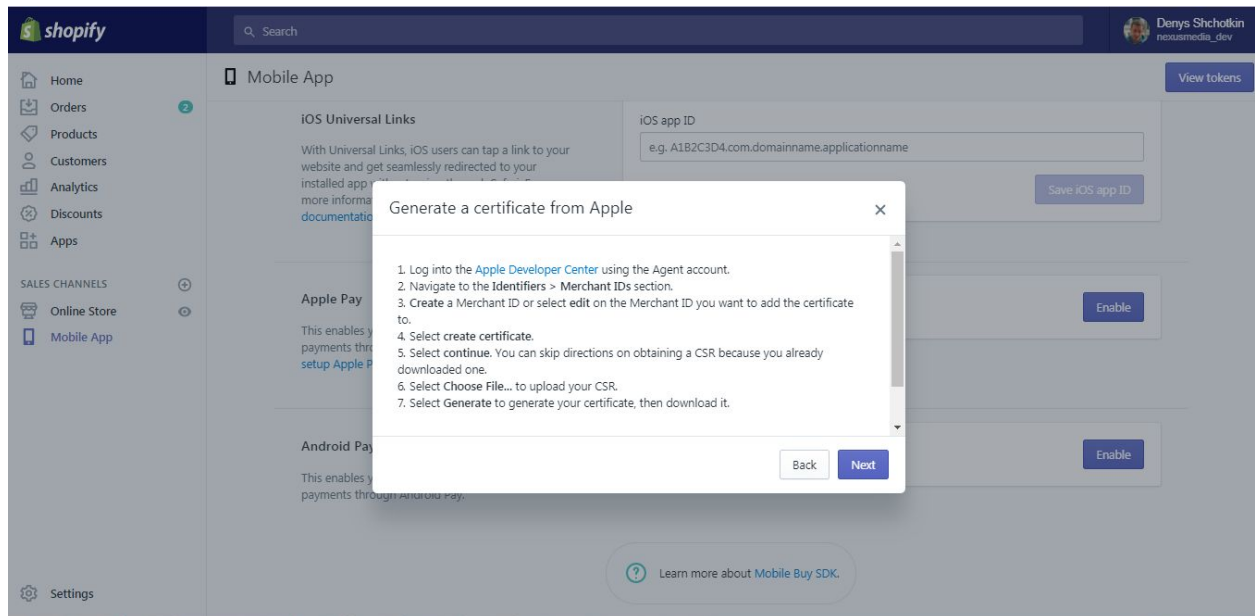 shopify
Search
Denys Shchotkin
nexusmedia_dev
Home
Orders 2
Products
Customers
Analytics
Discounts
Apps
SALES CHANNELS
Online Store
Mobile App
Settings
Mobile App
View tokens
iOS Universal Links
With Universal Links, iOS users can tap a link to your
website and get seamlessly redirected to your
installed app
more
iOS app ID
e.g. A1B2C3D4.com.domainname.applicationname
Save iOS app ID
Generate a certificate from Apple
1. Log into the Apple Developer Center using the Agent account.
2. Navigate to the Identifiers > Merchant IDs section.
3. Create a Merchant ID or select edit on the Merchant ID you want to add the certificate
to.
4. Select create certificate.
5. Select continue. You can skip directions on obtaining a CSR because you already
downloaded one.
6. Select Choose File... to upload your CSR.
7. Select Generate to generate your certificate, then download it.
Back
Next
Apple Pay
This enables
payments
setup Apple
Enable
Android Pay
This enables
payments through Android Pay.
Enable
Learn more about Mobile Buy SDK.